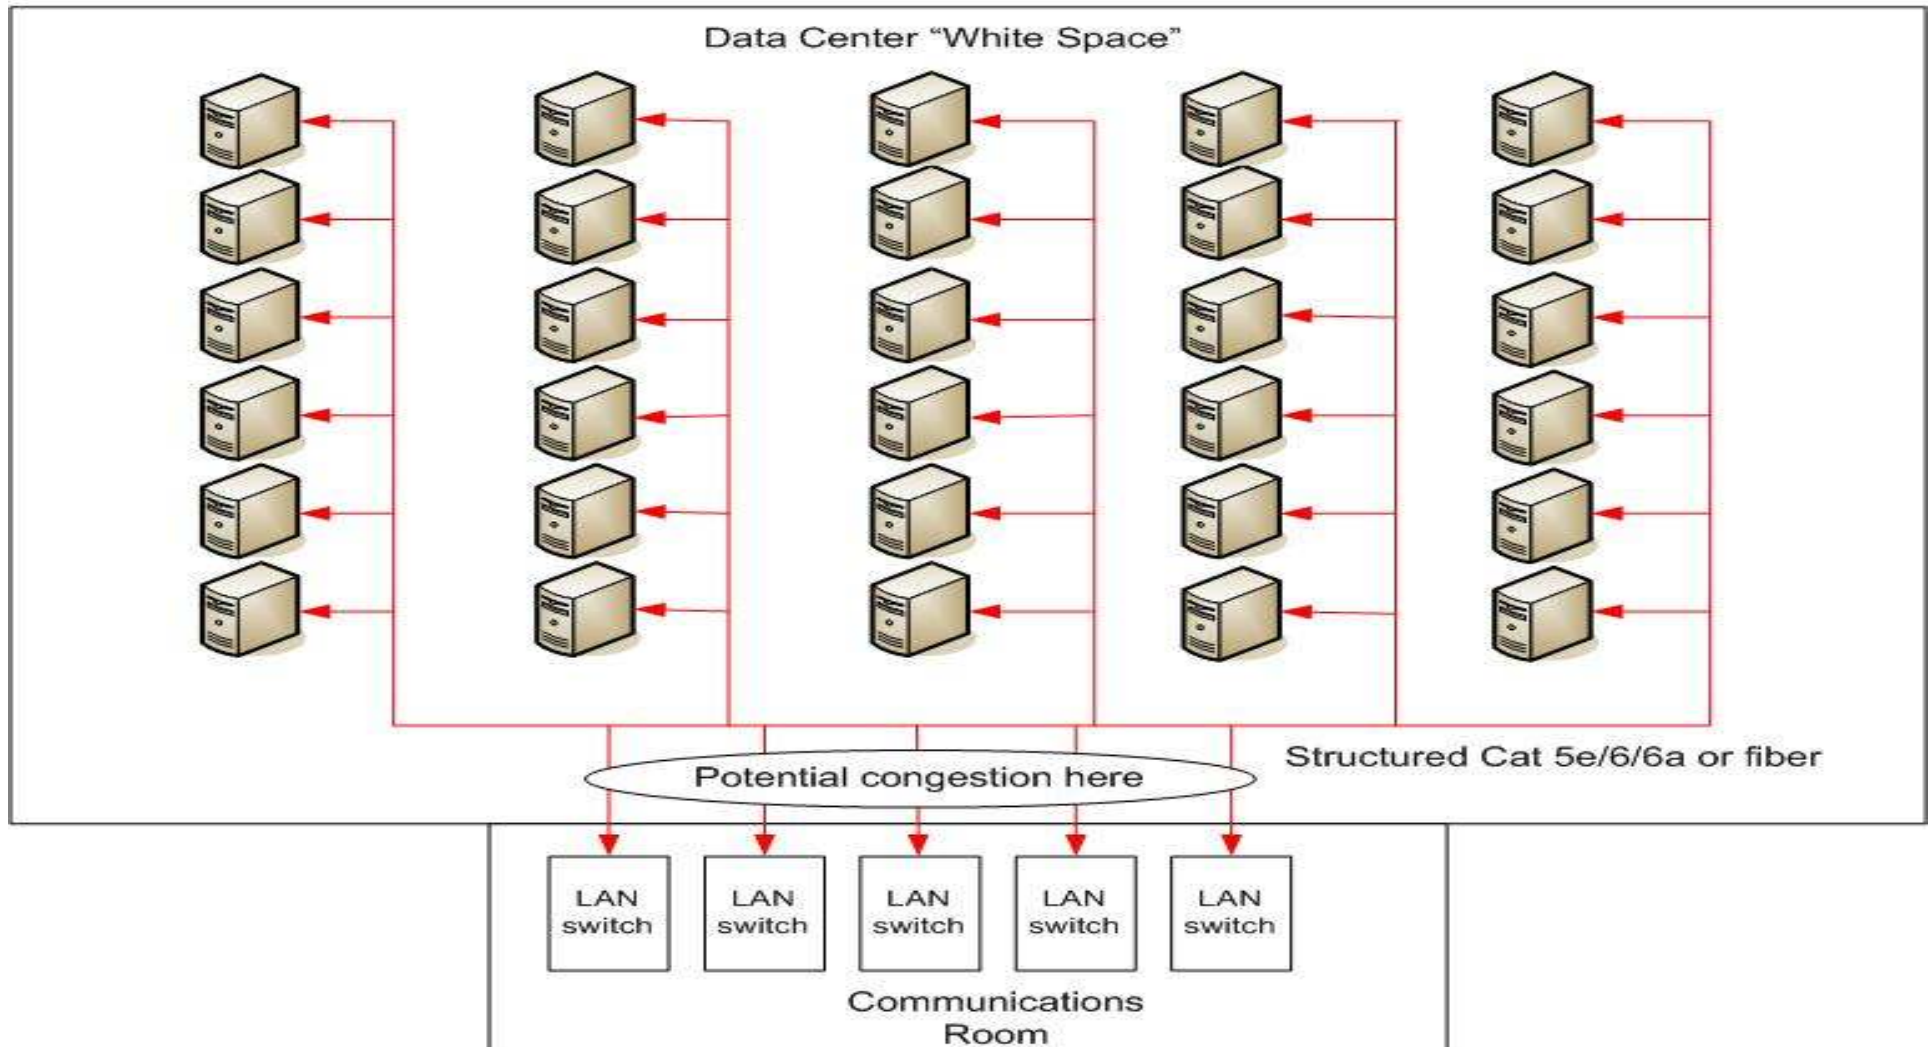 Data Center “White Space”
Structured Cat 5e/6/6a or fiber
Potential congestion here
LAN
switch
LAN
switch
LAN
switch
LAN
switch
LAN
switch
Communications
Room